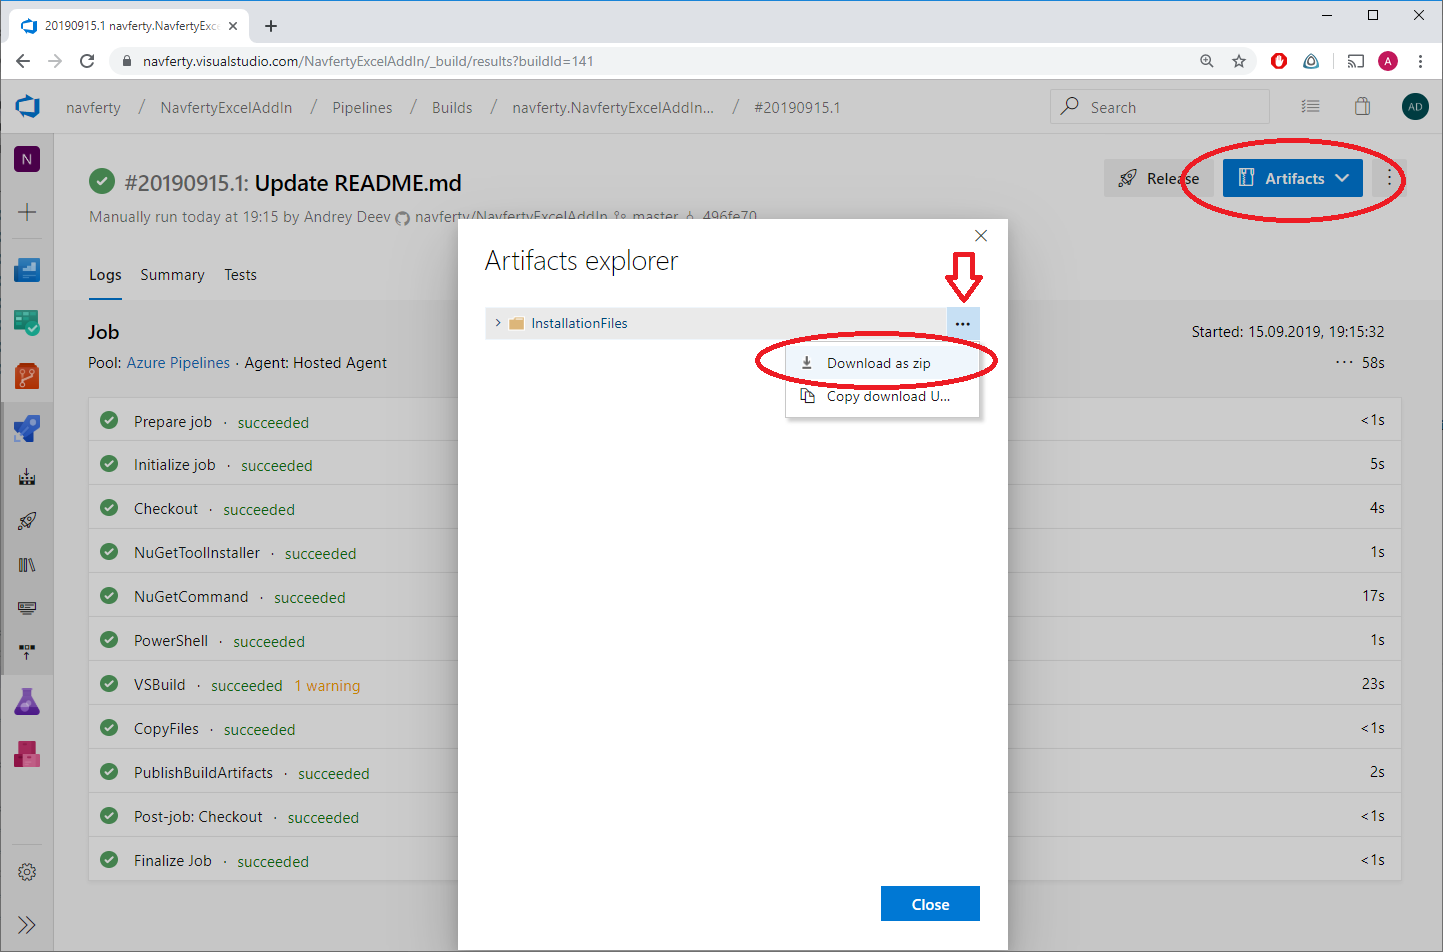 20190915.1 navferty.NavfertyExc
navferty.visualstudio.com/NavfertyExcelAddIn/_build/results?buildId=141
A
navferty / NavfertyExcelAddIn / Pipelines / Builds / navferty.NavfertyExcelAddIn... / #20190915.1
Search
AD
N
#20190915.1: Update README.md
Release
Artifacts
Manually run today at 19:15 by Andrey Deev navferty/NavfertyExcelAddIn master 496fe70
Logs Summary Tests
Artifacts explorer
InstallationFiles
Download as zip
Copy download U...
Close
Job
Started: 15.09.2019, 19:15:32
Pool: Azure Pipelines · Agent: Hosted Agent
··· 58s
Prepare job · succeeded <1s
Initialize job · succeeded 5s
Checkout · succeeded 4s
NuGetToolInstaller · succeeded 1s
NuGetCommand · succeeded 17s
PowerShell · succeeded 1s
VSBuild · succeeded 1 warning 23s
CopyFiles · succeeded <1s
PublishBuildArtifacts · succeeded 2s
Post-job: Checkout · succeeded <1s
Finalize Job · succeeded <1s